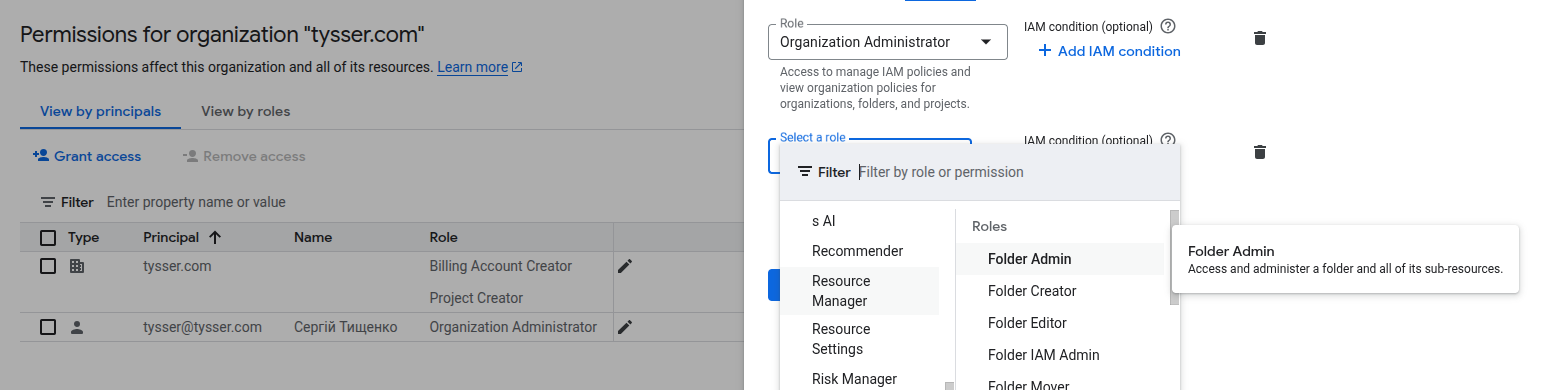 Permissions for organization "tysser.com"
These permissions affect this organization and all of its resources. Learn more
View by principals
View by roles
Grant access
Remove access
Filter Enter property name or value
Type Principal Name Role
tysser.com Billing Account Creator
Project Creator
tysser@tysser.com Сергій Тищенко Organization Administrator
Role
Organization Administrator
IAM condition (optional)
Add IAM condition
Access to manage IAM policies and
view organization policies for
organizations, folders, and projects.
Select a role
IAM condition (optional)
Filter Filter by role or permission
s AI
Recommender
Resource
Manager
Resource
Settings
Risk Manager
Roles
Folder Admin
Folder Creator
Folder Editor
Folder IAM Admin
Folder Mover
Folder Admin
Access and administer a folder and all of its sub-resources.